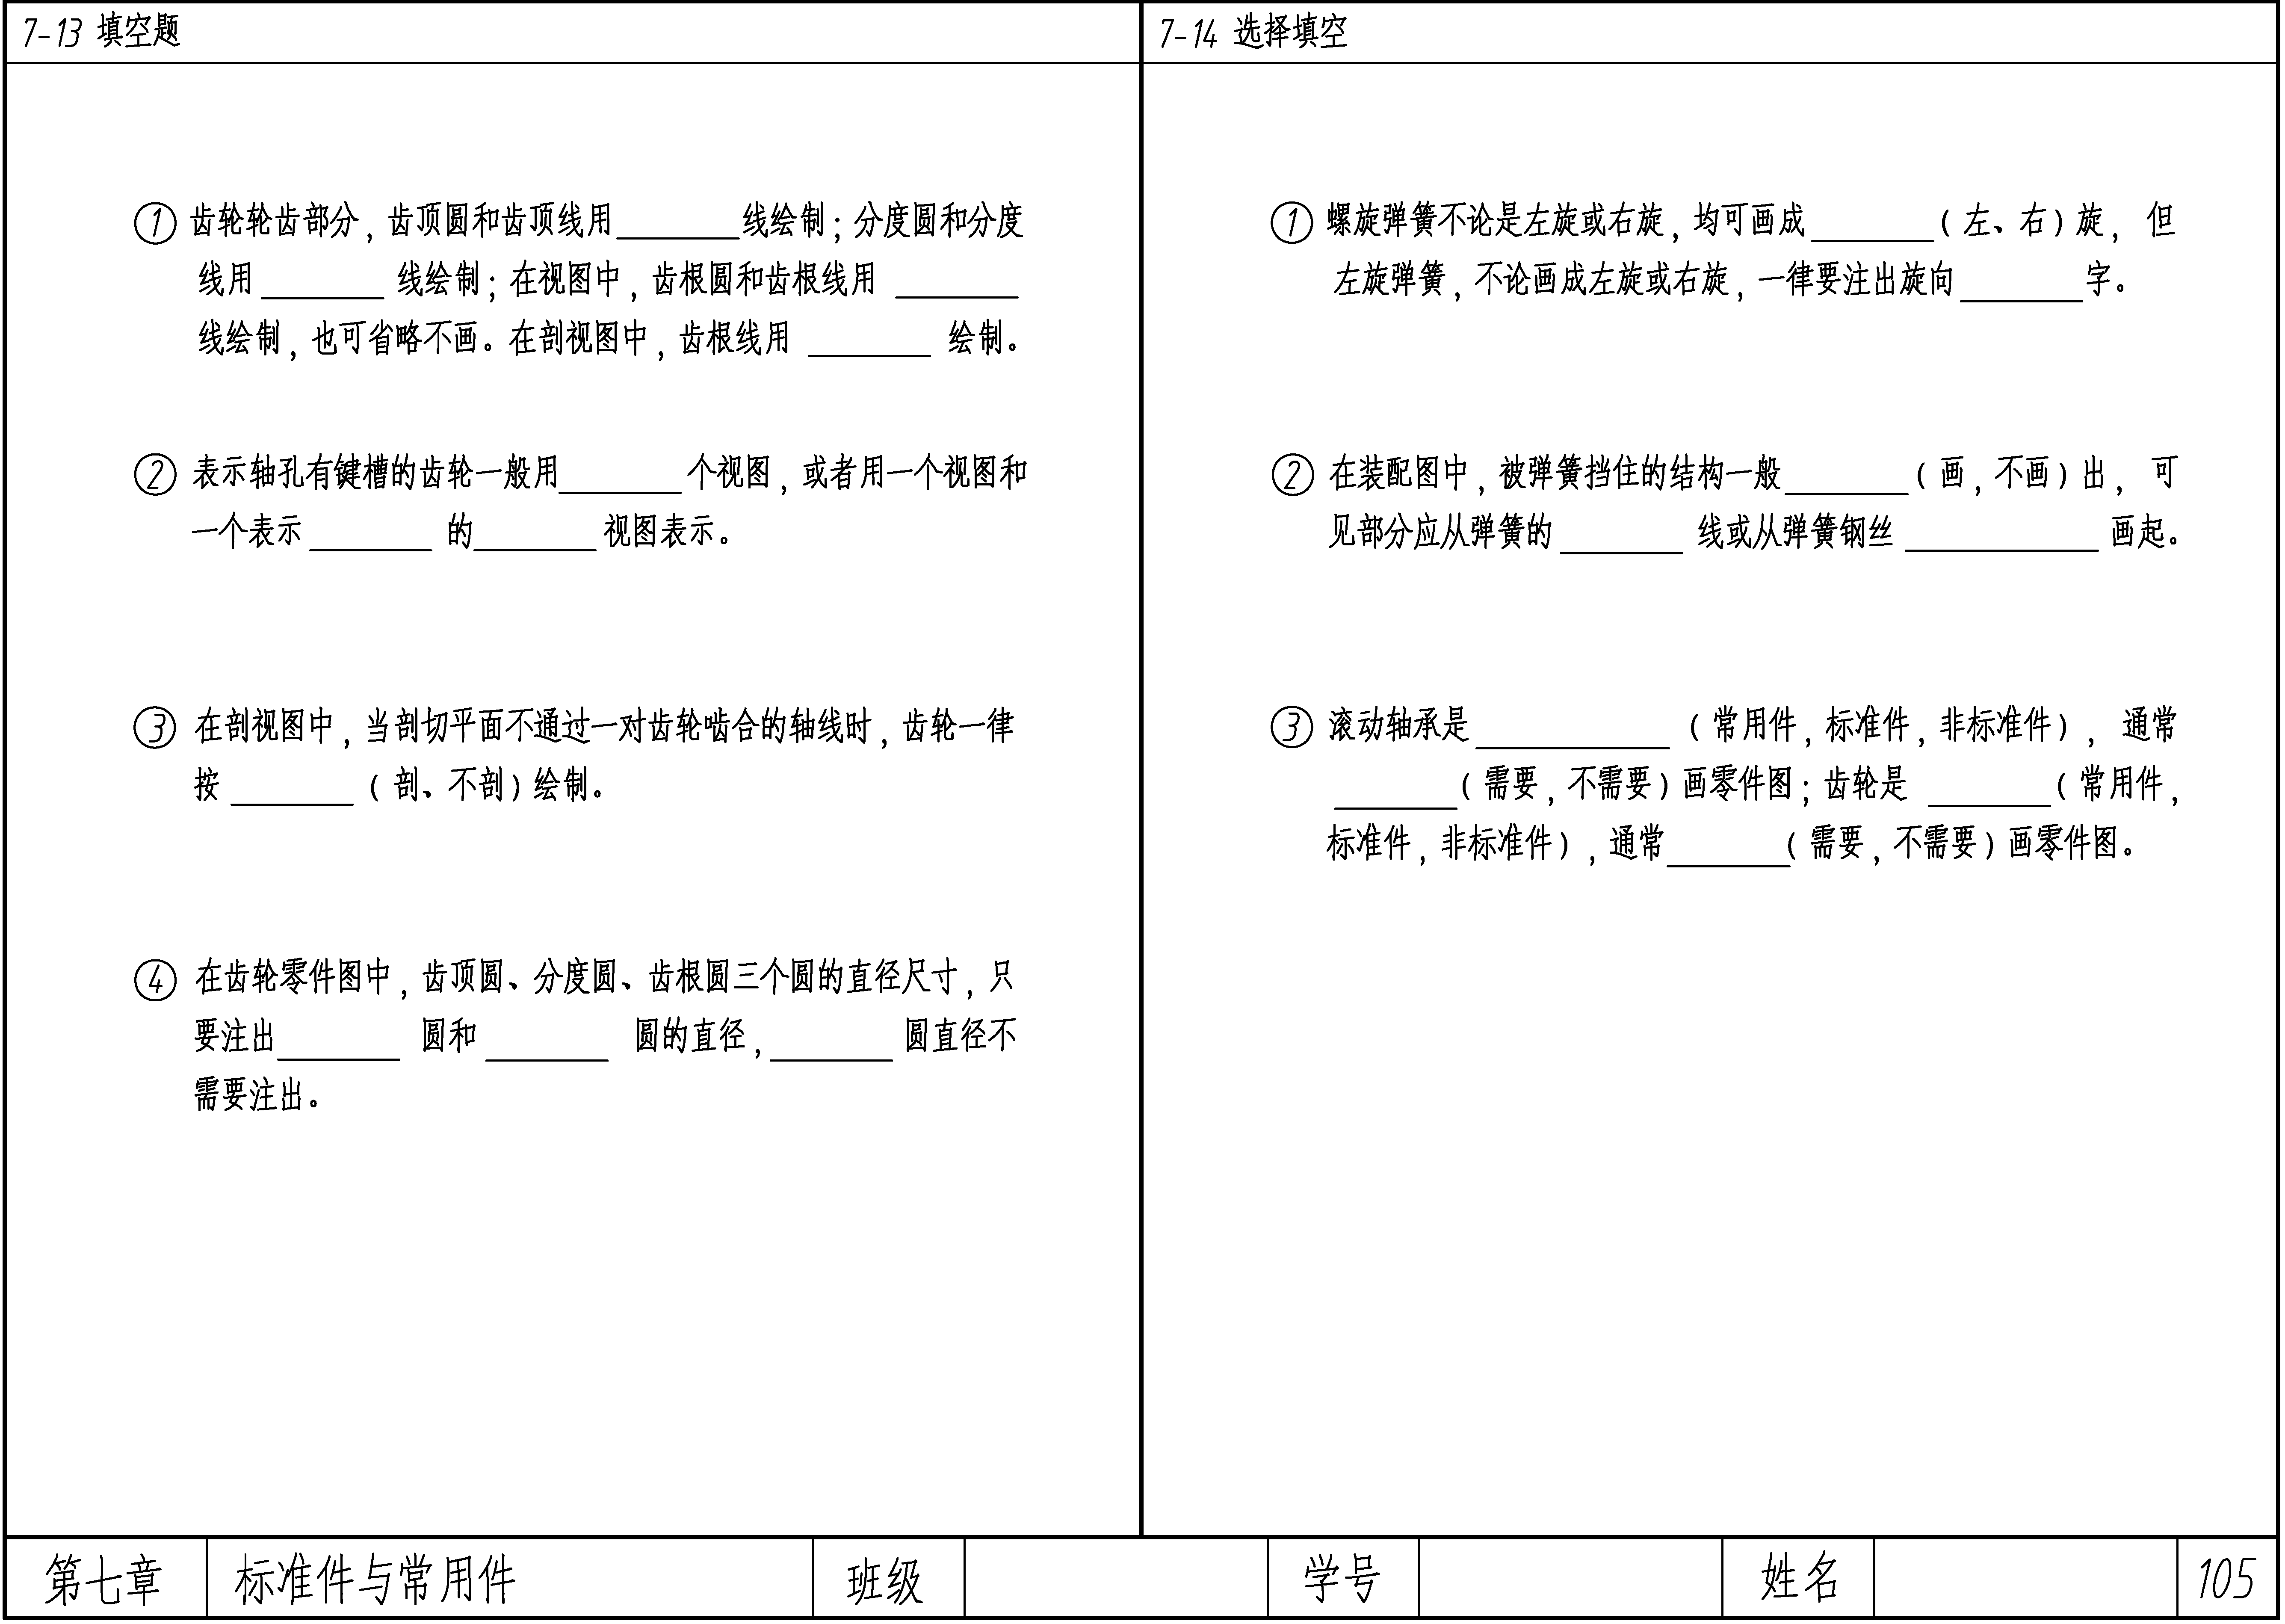 7-13 填空题
① 齿轮轮齿部分,齿顶圆和齿顶线用________线绘制;分度圆和分度
线用________线绘制;在视图中,齿根圆和齿根线用________
线绘制,也可省略不画。在剖视图中,齿根线用________绘制。
② 表示轴孔有键槽的齿轮一般用________个视图,或者用一个视图和
一个表示________的________视图表示。
③ 在剖视图中,当剖切平面不通过一对齿轮啮合的轴线时,齿轮一律
按________(剖、不剖)绘制。
④ 在齿轮零件图中,齿顶圆、分度圆、齿根圆三个圆的直径尺寸,只
要注出________圆和________圆的直径,________圆直径不
需要注出。
7-14 选择填空
① 螺旋弹簧不论是左旋或右旋,均可画成________(左、右)旋,但
左旋弹簧,不论画成左旋或右旋,一律要注出旋向________字。
② 在装配图中,被弹簧挡住的结构一般________(画,不画)出,可
见部分应从弹簧的________线或从弹簧钢丝____________画起。
③ 滚动轴承是____________(常用件,标准件,非标准件),通常
________(需要,不需要)画零件图;齿轮是________(常用件,
标准件,非标准件),通常________(需要,不需要)画零件图。
第七章 标准件与常用件 班级 学号 姓名 105